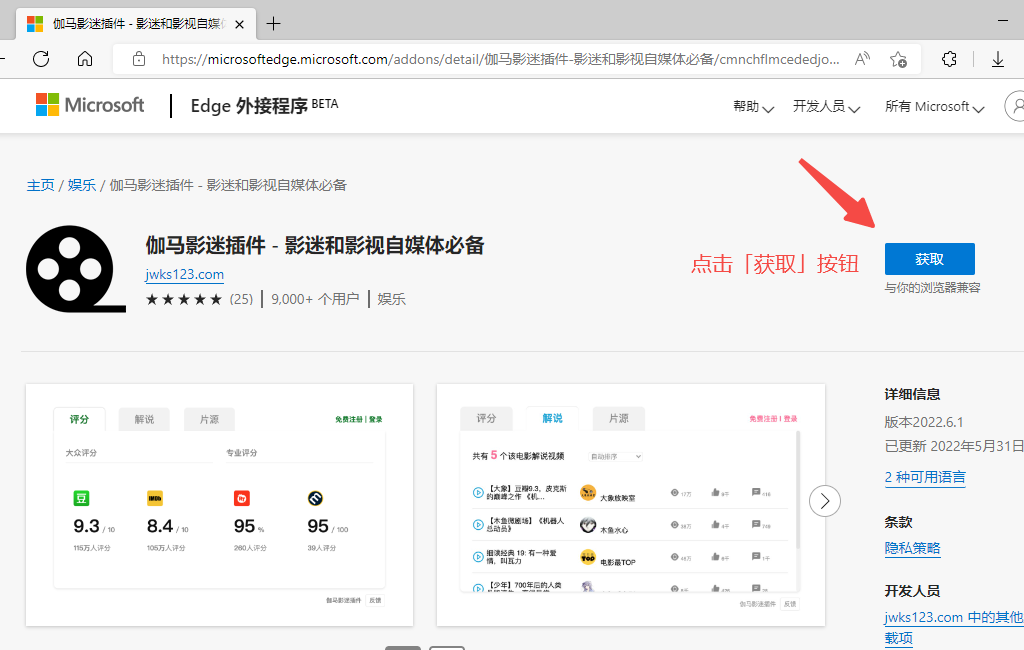 伽马影迷插件 - 影迷和影视自媒体
https://microsoftedge.microsoft.com/addons/detail/伽马影迷插件-影迷和影视自媒体必备/cmnchflmcededjo...
Microsoft Edge 外接程序 BETA 帮助 开发人员 所有 Microsoft
主页 / 娱乐 / 伽马影迷插件 - 影迷和影视自媒体必备
伽马影迷插件 - 影迷和影视自媒体必备
jwks123.com
(25) 9,000+ 个用户 娱乐
点击「获取」按钮
获取
与你的浏览器兼容
评分 解说 片源 免费注册 | 登录
大众评分 专业评分
豆 IMDb
9.3 / 10 8.4 / 10 95 % 95 / 100
115万人评分 105万人评分 260人评分 39人评分
伽马影迷插件 反馈
评分 解说 片源 免费注册 | 登录
共有 5 个该电影解说视频 自动排序
【大象】豆瓣9.3，皮克斯
的巅峰之作 《机... 大象放映室
【木鱼微剧场】《机器人
总动员》 木鱼水心
细谈经典 19: 有一种爱
情，叫瓦力 电影最TOP
【少年】700年后的人类
伽马影迷插件 反馈
详细信息
版本2022.6.1
已更新 2022年5月31日
2 种可用语言
条款
隐私策略
开发人员
jwks123.com 中的其他
载项